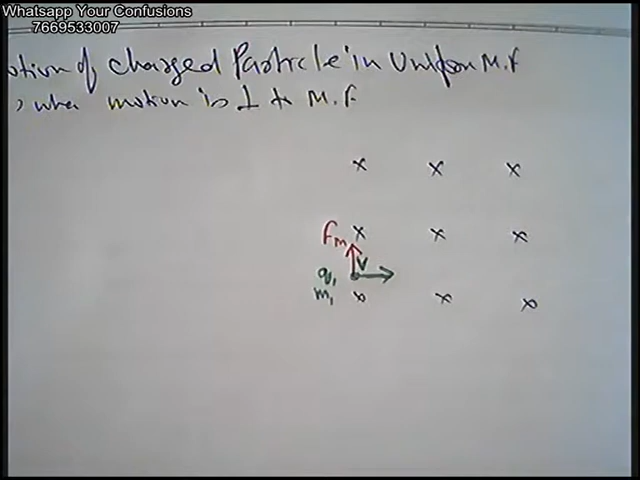 Whatsapp Your Confusions
7669533007
otion of charged Particle in Uniform M.F
, when motion is ⊥ to M.F
x x x
Fm x x x
V
q,
m, x x x